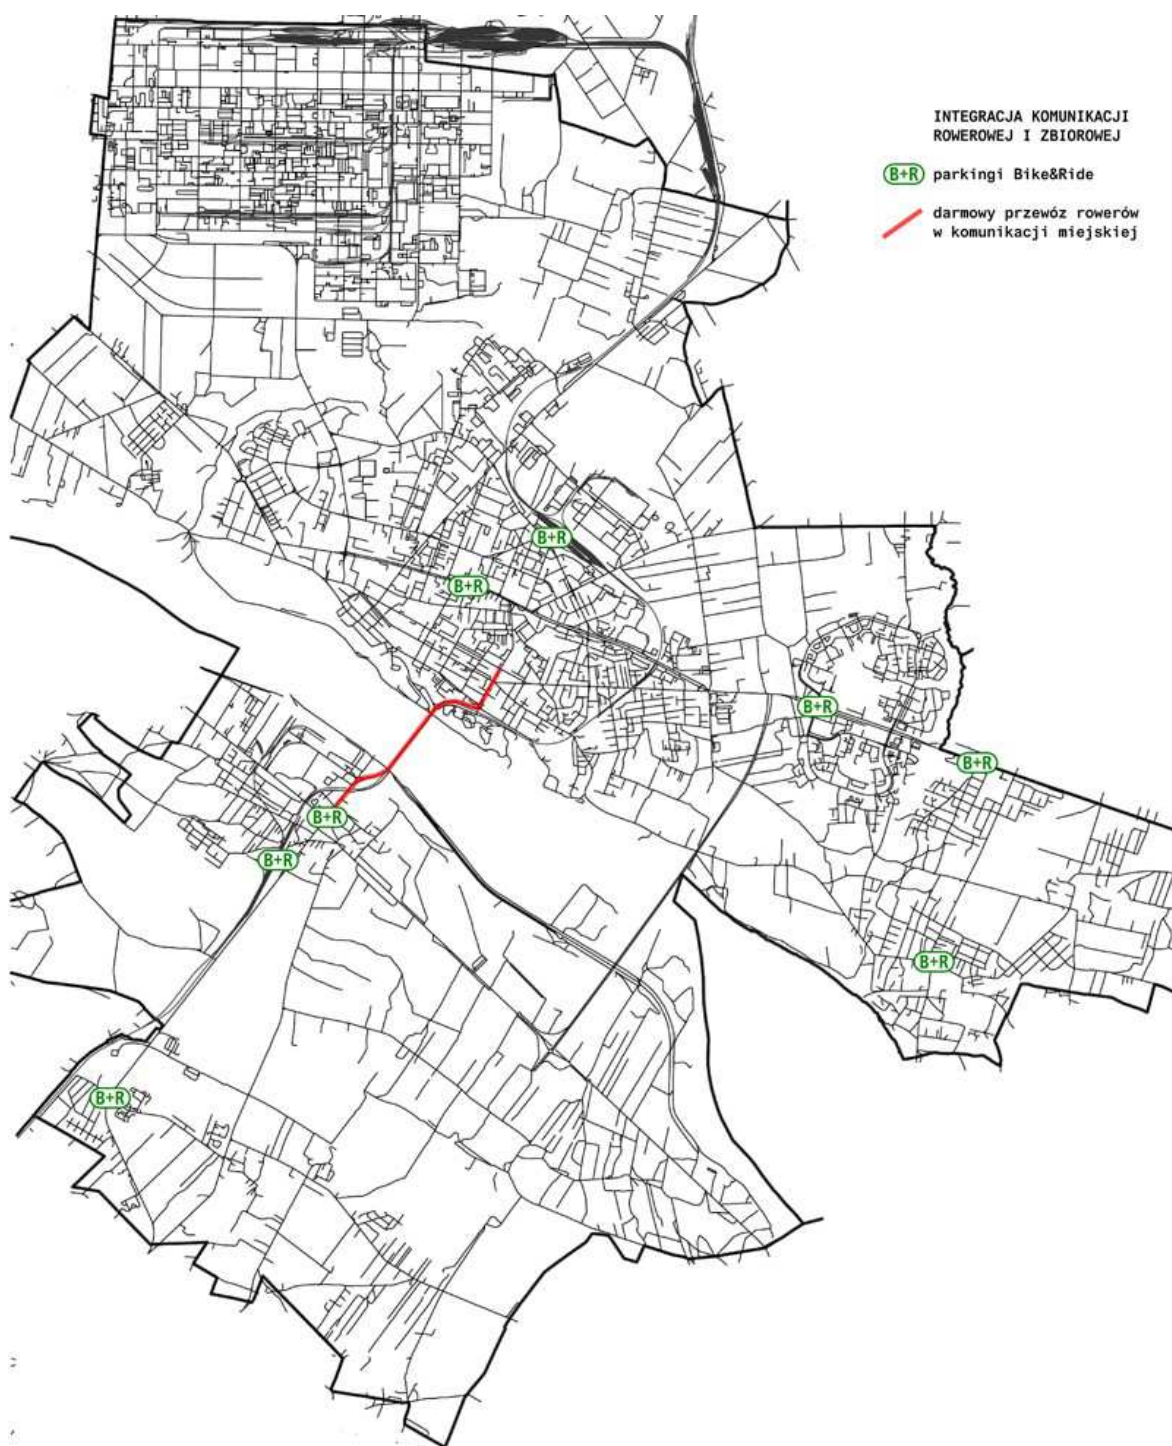 INTEGRACJA KOMUNIKACJI
ROWEROWEJ I ZBIOROWEJ
B+R parkingi Bike&Ride
darmowy przewóz rowerów
w komunikacji miejskiej
B+R
B+R
B+R
B+R
B+R
B+R
B+R
B+R